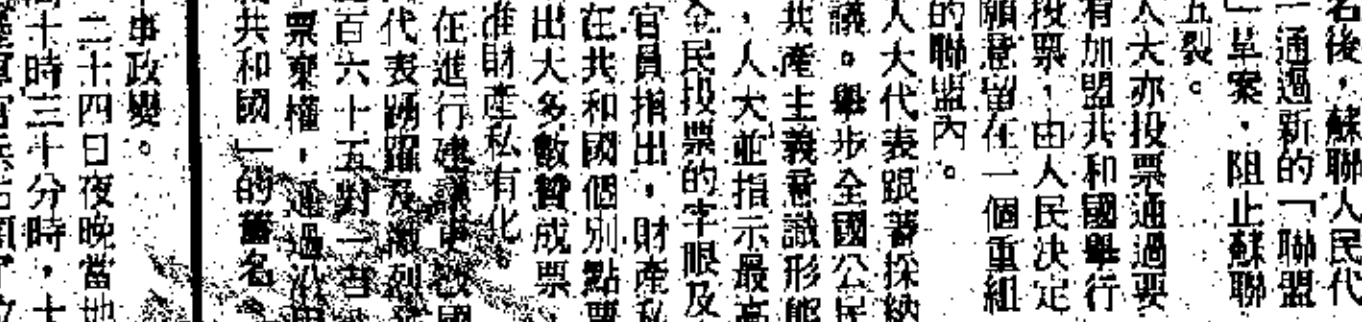 名後，蘇聯人民代
一通過新的「聯盟
」草案，阻止蘇聯
五裂。
人大亦投票通過要
有加盟共和國舉行
投票，由人民決定
願意留在一個重組
的聯盟內。
人大代表跟著採納
議。舉步全國公民
共產主義意識形態
，人大並指示最高
全民投票的字眼及
官員指出，財產私
在共和國個別點票
出大多數贊成票，
准財產私有化
在進行建議
代表踴躍及
百六十五對一
票棄權，通過沿用
共和國」的舊名
事政變。
二十四日夜晚當地
十時三十分時，大